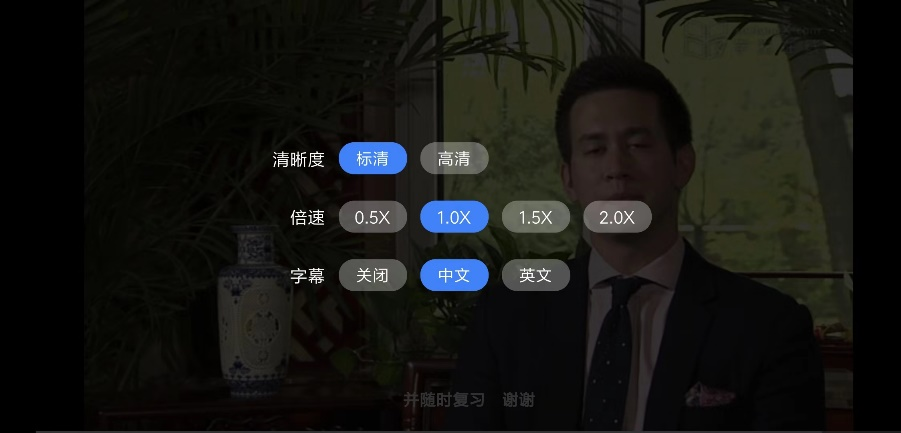 清晰度 标清 高清
倍速 0.5X 1.0X 1.5X 2.0X
字幕 关闭 中文 英文
并随时复习 谢谢